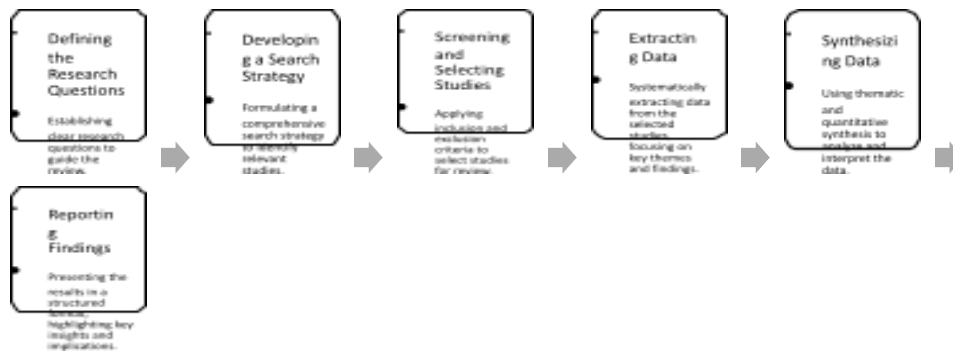 Defining
the
Research
Questions
Establishing
clear research
questions to
guide the
review.
Developin
g a Search
Strategy
Formulating a
comprehensive
search strategy
to identify
relevant
studies.
Screening
and
Selecting
Studies
Applying
inclusion and
exclusion
criteria to
select studies
for review.
Extractin
g Data
Systematically
extracting data
from the
selected
studies,
focusing on
key themes
and findings.
Synthesizi
ng Data
Using thematic
and
quantitative
synthesis to
analyze and
interpret the
data.
Reportin
g
Findings
Presenting the
results in a
structured
format,
highlighting key
insights and
implications.